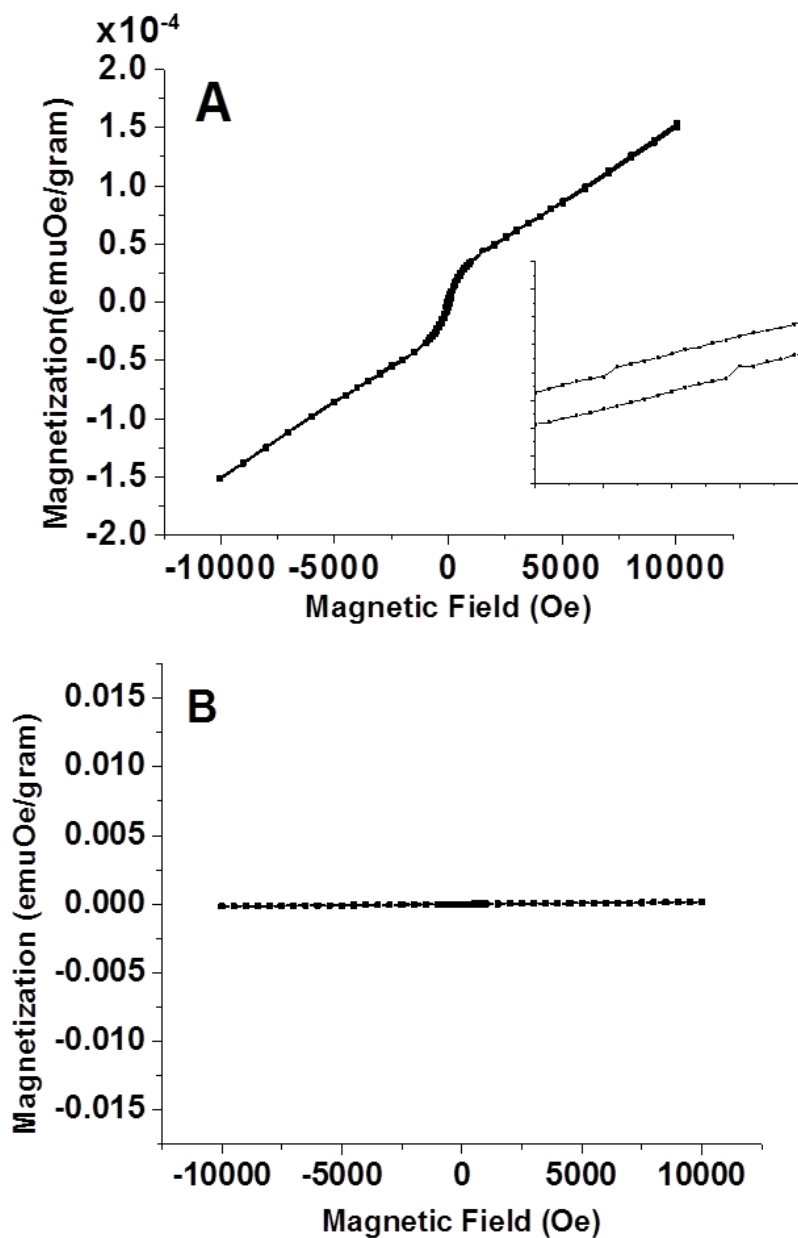 x10-4
2.0
A
1.5
1.0
0.5
0.0
-0.5
-1.0
-1.5
-2.0
Magnetization(emuOe/gram)
-10000 -5000 0 5000 10000
Magnetic Field (Oe)
B
0.015
0.010
0.005
0.000
-0.005
-0.010
-0.015
Magnetization (emuOe/gram)
-10000 -5000 0 5000 10000
Magnetic Field (Oe)